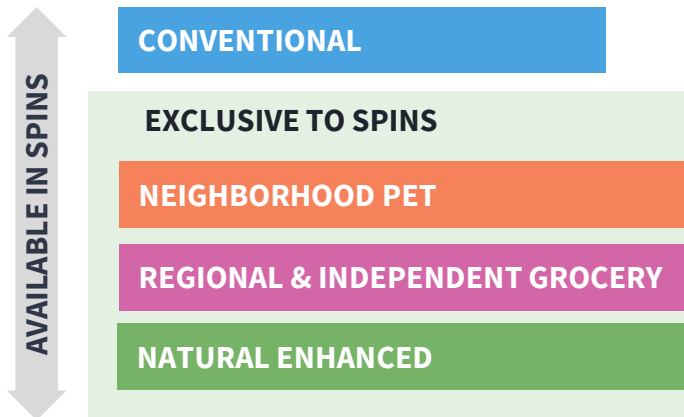 AVAILABLE IN SPINS
CONVENTIONAL
EXCLUSIVE TO SPINS
NEIGHBORHOOD PET
REGIONAL & INDEPENDENT GROCERY
NATURAL ENHANCED